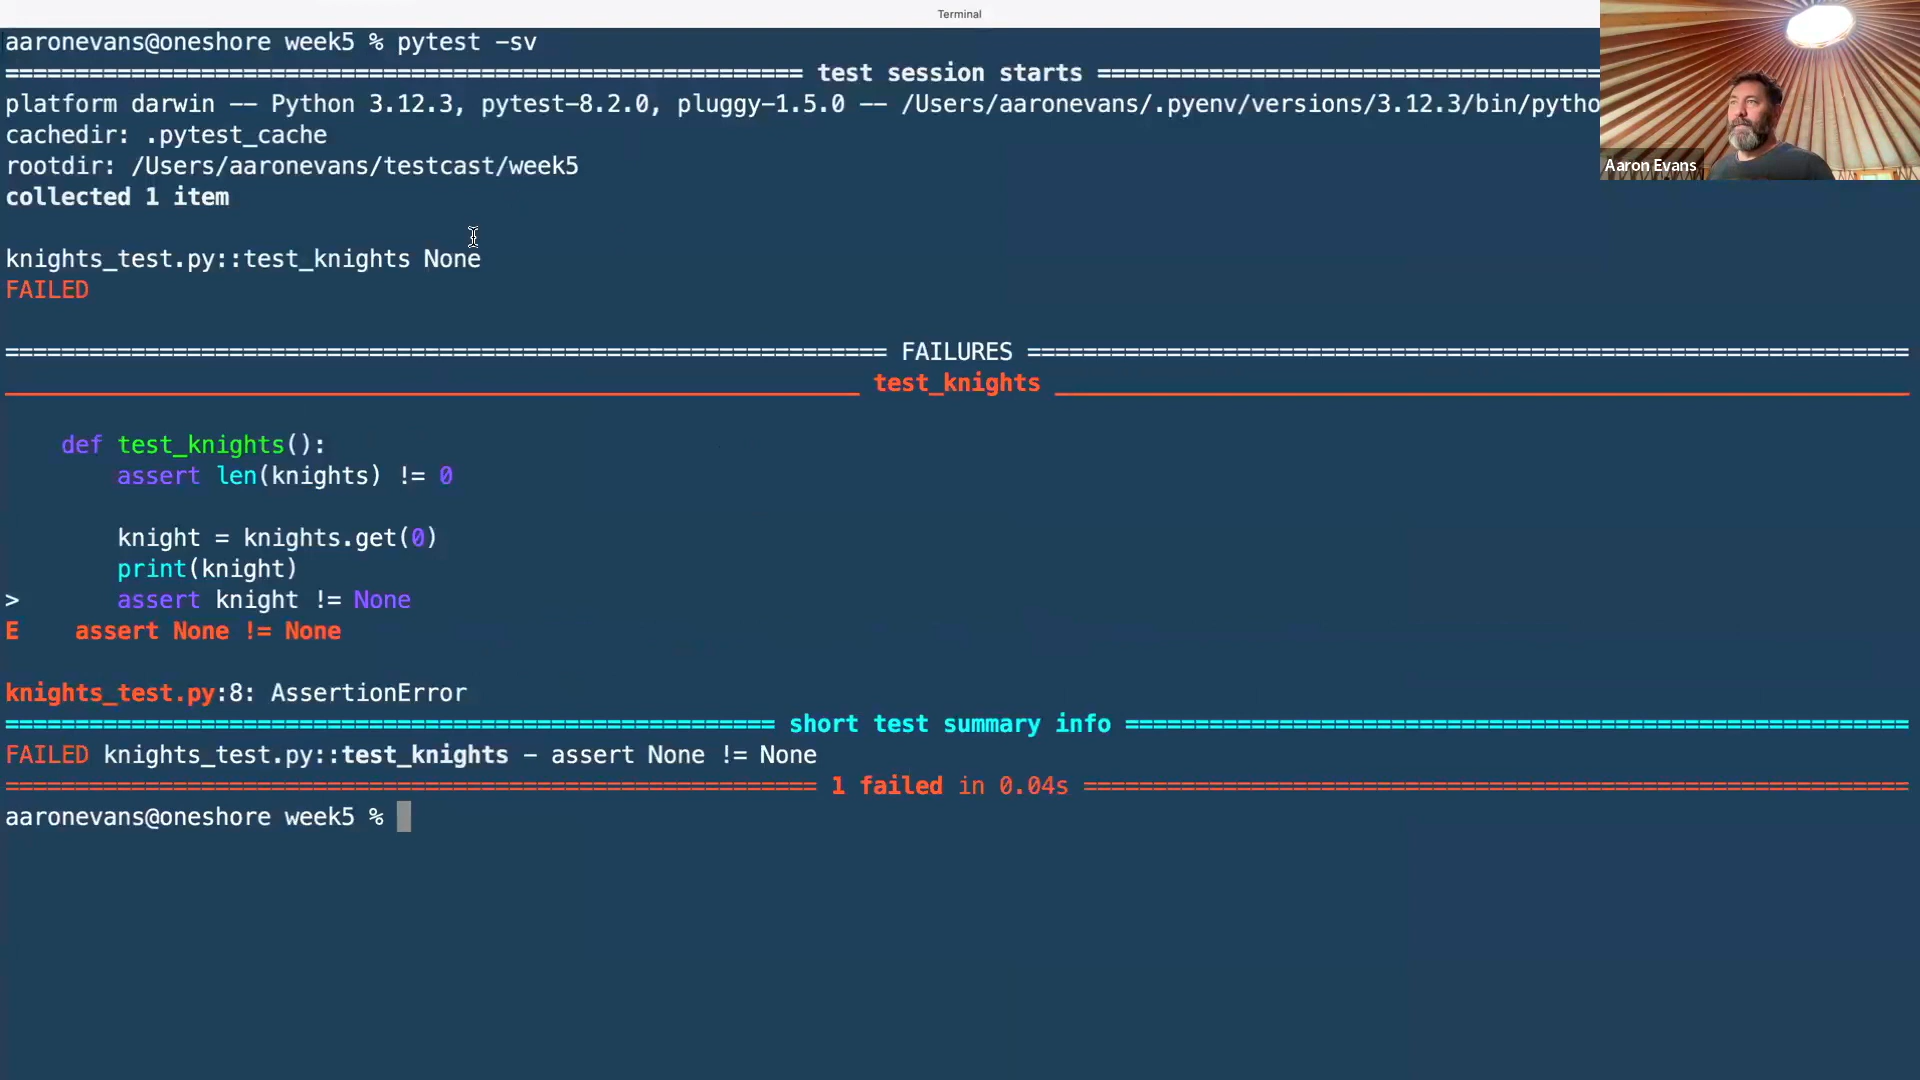 Terminal
aaronevans@oneshore week5 % pytest -sv
============================== test session starts ==============================
platform darwin -- Python 3.12.3, pytest-8.2.0, pluggy-1.5.0 -- /Users/aaronevans/.pyenv/versions/3.12.3/bin/pytho
cachedir: .pytest_cache
rootdir: /Users/aaronevans/testcast/week5
collected 1 item
knights_test.py::test_knights None
FAILED
============================== FAILURES ==============================
______________________________ test_knights ______________________________
def test_knights():
assert len(knights) != 0
knight = knights.get(0)
print(knight)
> assert knight != None
E assert None != None
knights_test.py:8: AssertionError
============================== short test summary info ==============================
FAILED knights_test.py::test_knights - assert None != None
============================== 1 failed in 0.04s ==============================
aaronevans@oneshore week5 %
Aaron Evans